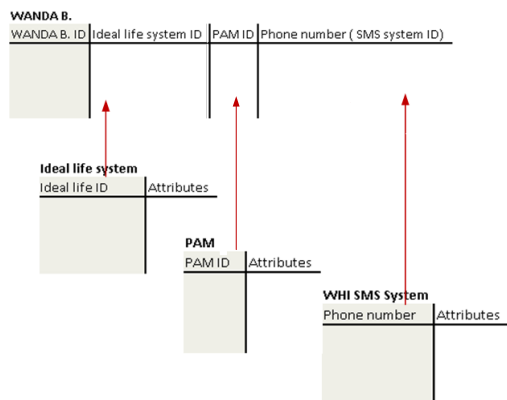 WANDA B.
WANDA B. ID Ideal life system ID PAM ID Phone number ( SMS system ID)
Ideal life system
Ideal life ID Attributes
PAM
PAM ID Attributes
WHI SMS System
Phone number Attributes